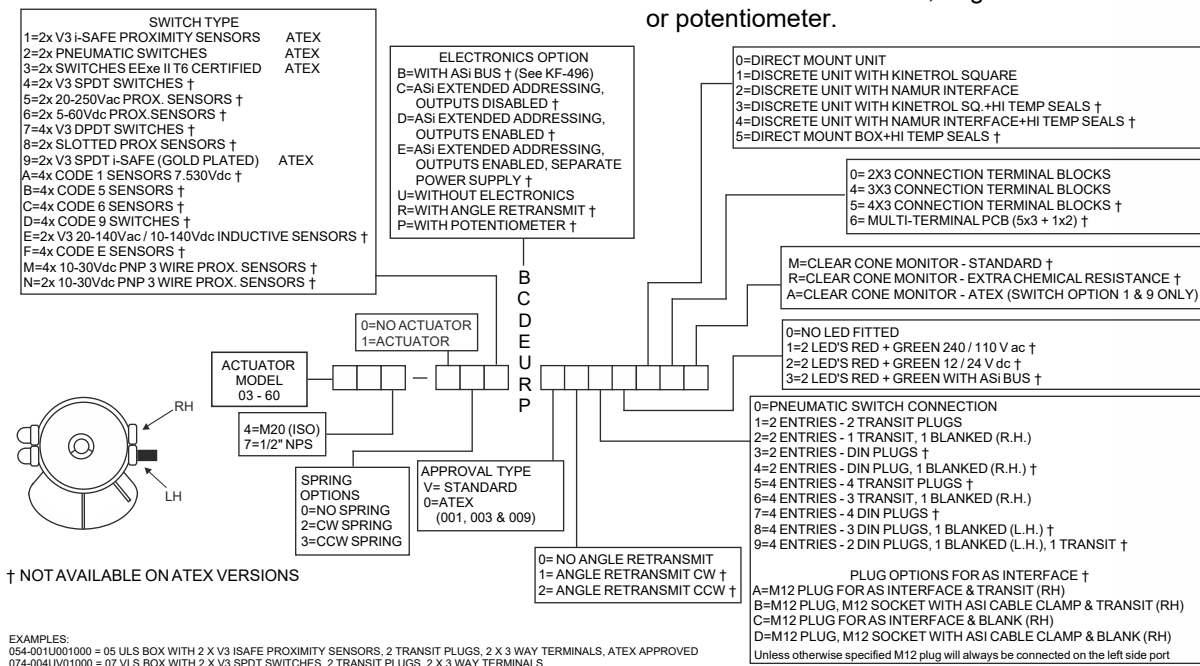 or potentiometer.
SWITCH TYPE
1=2x V3 i-SAFE PROXIMITY SENSORS ATEX
2=2x PNEUMATIC SWITCHES ATEX
3=2x SWITCHES EExe II T6 CERTIFIED ATEX
4=2x V3 SPDT SWITCHES †
5=2x 20-250Vac PROX. SENSORS †
6=2x 5-60Vdc PROX.SENSORS †
7=4x V3 DPDT SWITCHES †
8=2x SLOTTED PROX SENSORS †
9=2x V3 SPDT i-SAFE (GOLD PLATED) ATEX
A=4x CODE 1 SENSORS 7.530Vdc †
B=4x CODE 5 SENSORS †
C=4x CODE 6 SENSORS †
D=4x CODE 9 SWITCHES †
E=2x V3 20-140Vac / 10-140Vdc INDUCTIVE SENSORS †
F=4x CODE E SENSORS †
M=4x 10-30Vdc PNP 3 WIRE PROX. SENSORS †
N=2x 10-30Vdc PNP 3 WIRE PROX. SENSORS †
ELECTRONICS OPTION
B=WITH ASi BUS † (See KF-496)
C=ASi EXTENDED ADDRESSING,
OUTPUTS DISABLED †
D=ASi EXTENDED ADDRESSING,
OUTPUTS ENABLED †
E=ASi EXTENDED ADDRESSING,
OUTPUTS ENABLED, SEPARATE
POWER SUPPLY †
U=WITHOUT ELECTRONICS
R=WITH ANGLE RETRANSMIT †
P=WITH POTENTIOMETER †
0=DIRECT MOUNT UNIT
1=DISCRETE UNIT WITH KINETROL SQUARE
2=DISCRETE UNIT WITH NAMUR INTERFACE
3=DISCRETE UNIT WITH KINETROL SQ.+HI TEMP SEALS †
4=DISCRETE UNIT WITH NAMUR INTERFACE+HI TEMP SEALS †
5=DIRECT MOUNT BOX+HI TEMP SEALS †
0= 2X3 CONNECTION TERMINAL BLOCKS
4= 3X3 CONNECTION TERMINAL BLOCKS
5= 4X3 CONNECTION TERMINAL BLOCKS †
6= MULTI-TERMINAL PCB (5x3 + 1x2) †
M=CLEAR CONE MONITOR - STANDARD †
R=CLEAR CONE MONITOR - EXTRA CHEMICAL RESISTANCE †
A=CLEAR CONE MONITOR - ATEX (SWITCH OPTION 1 & 9 ONLY)
0=NO LED FITTED
1=2 LED'S RED + GREEN 240 / 110 V ac †
2=2 LED'S RED + GREEN 12 / 24 V dc †
3=2 LED'S RED + GREEN WITH ASi BUS †
B
C
D
E
U
R
P
0=NO ACTUATOR
1=ACTUATOR
ACTUATOR
MODEL
03 - 60
–
4=M20 (ISO)
7=1/2" NPS
SPRING
OPTIONS
0=NO SPRING
2=CW SPRING
3=CCW SPRING
APPROVAL TYPE
V= STANDARD
0=ATEX
(001, 003 & 009)
0= NO ANGLE RETRANSMIT
1= ANGLE RETRANSMIT CW †
2= ANGLE RETRANSMIT CCW †
0=PNEUMATIC SWITCH CONNECTION
1=2 ENTRIES - 2 TRANSIT PLUGS
2=2 ENTRIES - 1 TRANSIT, 1 BLANKED (R.H.)
3=2 ENTRIES - DIN PLUGS †
4=2 ENTRIES - DIN PLUG, 1 BLANKED (R.H.) †
5=4 ENTRIES - 4 TRANSIT PLUGS †
6=4 ENTRIES - 3 TRANSIT, 1 BLANKED (R.H.)
7=4 ENTRIES - 4 DIN PLUGS †
8=4 ENTRIES - 3 DIN PLUGS, 1 BLANKED (L.H.) †
9=4 ENTRIES - 2 DIN PLUGS, 1 BLANKED (L.H.), 1 TRANSIT †
PLUG OPTIONS FOR AS INTERFACE †
A=M12 PLUG FOR AS INTERFACE & TRANSIT (RH)
B=M12 PLUG, M12 SOCKET WITH ASI CABLE CLAMP & TRANSIT (RH)
C=M12 PLUG FOR AS INTERFACE & BLANK (RH)
D=M12 PLUG, M12 SOCKET WITH ASI CABLE CLAMP & BLANK (RH)
Unless otherwise specified M12 plug will always be connected on the left side port
RH
LH
† NOT AVAILABLE ON ATEX VERSIONS
EXAMPLES:
054-001U001000 = 05 ULS BOX WITH 2 X V3 ISAFE PROXIMITY SENSORS, 2 TRANSIT PLUGS, 2 X 3 WAY TERMINALS, ATEX APPROVED
074-004UV01000 = 07 VLS BOX WITH 2 X V3 SPDT SWITCHES, 2 TRANSIT PLUGS, 2 X 3 WAY TERMINALS